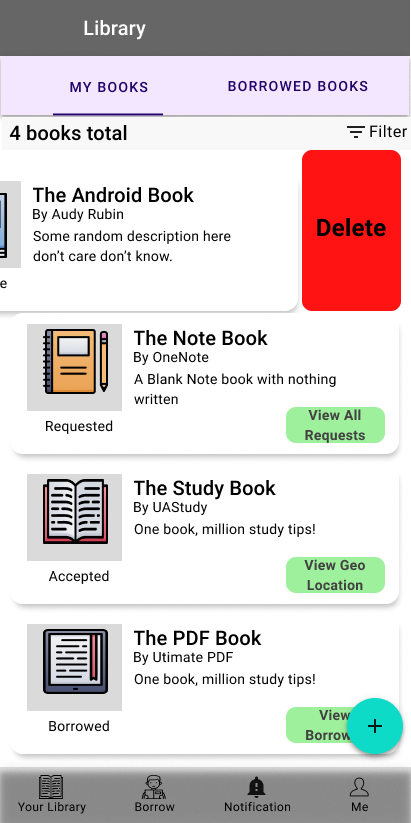 Library
MY BOOKS
BORROWED BOOKS
4 books total
Filter
The Android Book
By Audy Rubin
Some random description here
don't care don't know.
e
Delete
The Note Book
By OneNote
A Blank Note book with nothing
written
Requested
View All
Requests
The Study Book
By UAStudy
One book, million study tips!
Accepted
View Geo
Location
The PDF Book
By Utimate PDF
One book, million study tips!
Borrowed
View
Borrow
+
Your Library
Borrow
Notification
Me